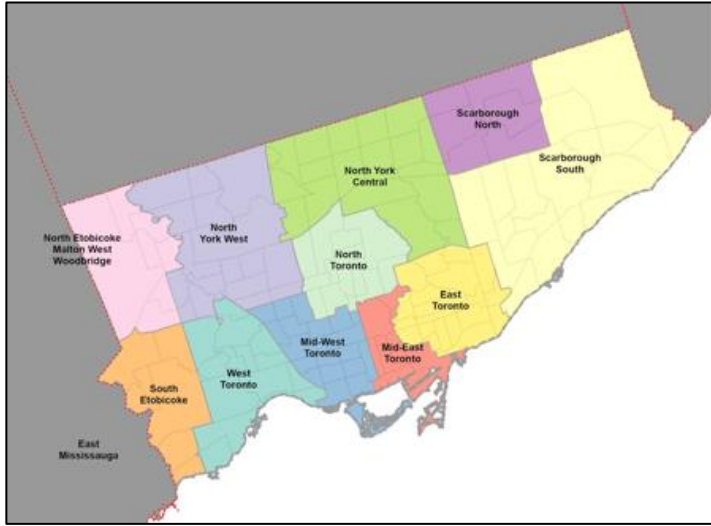 Scarborough
North
Scarborough
South
North York
Central
North Etobicoke
Malton West
Woodbridge
North
York West
North
Toronto
East
Toronto
Mid-West
Toronto
Mid-East
Toronto
West
Toronto
South
Etobicoke
East
Mississauga